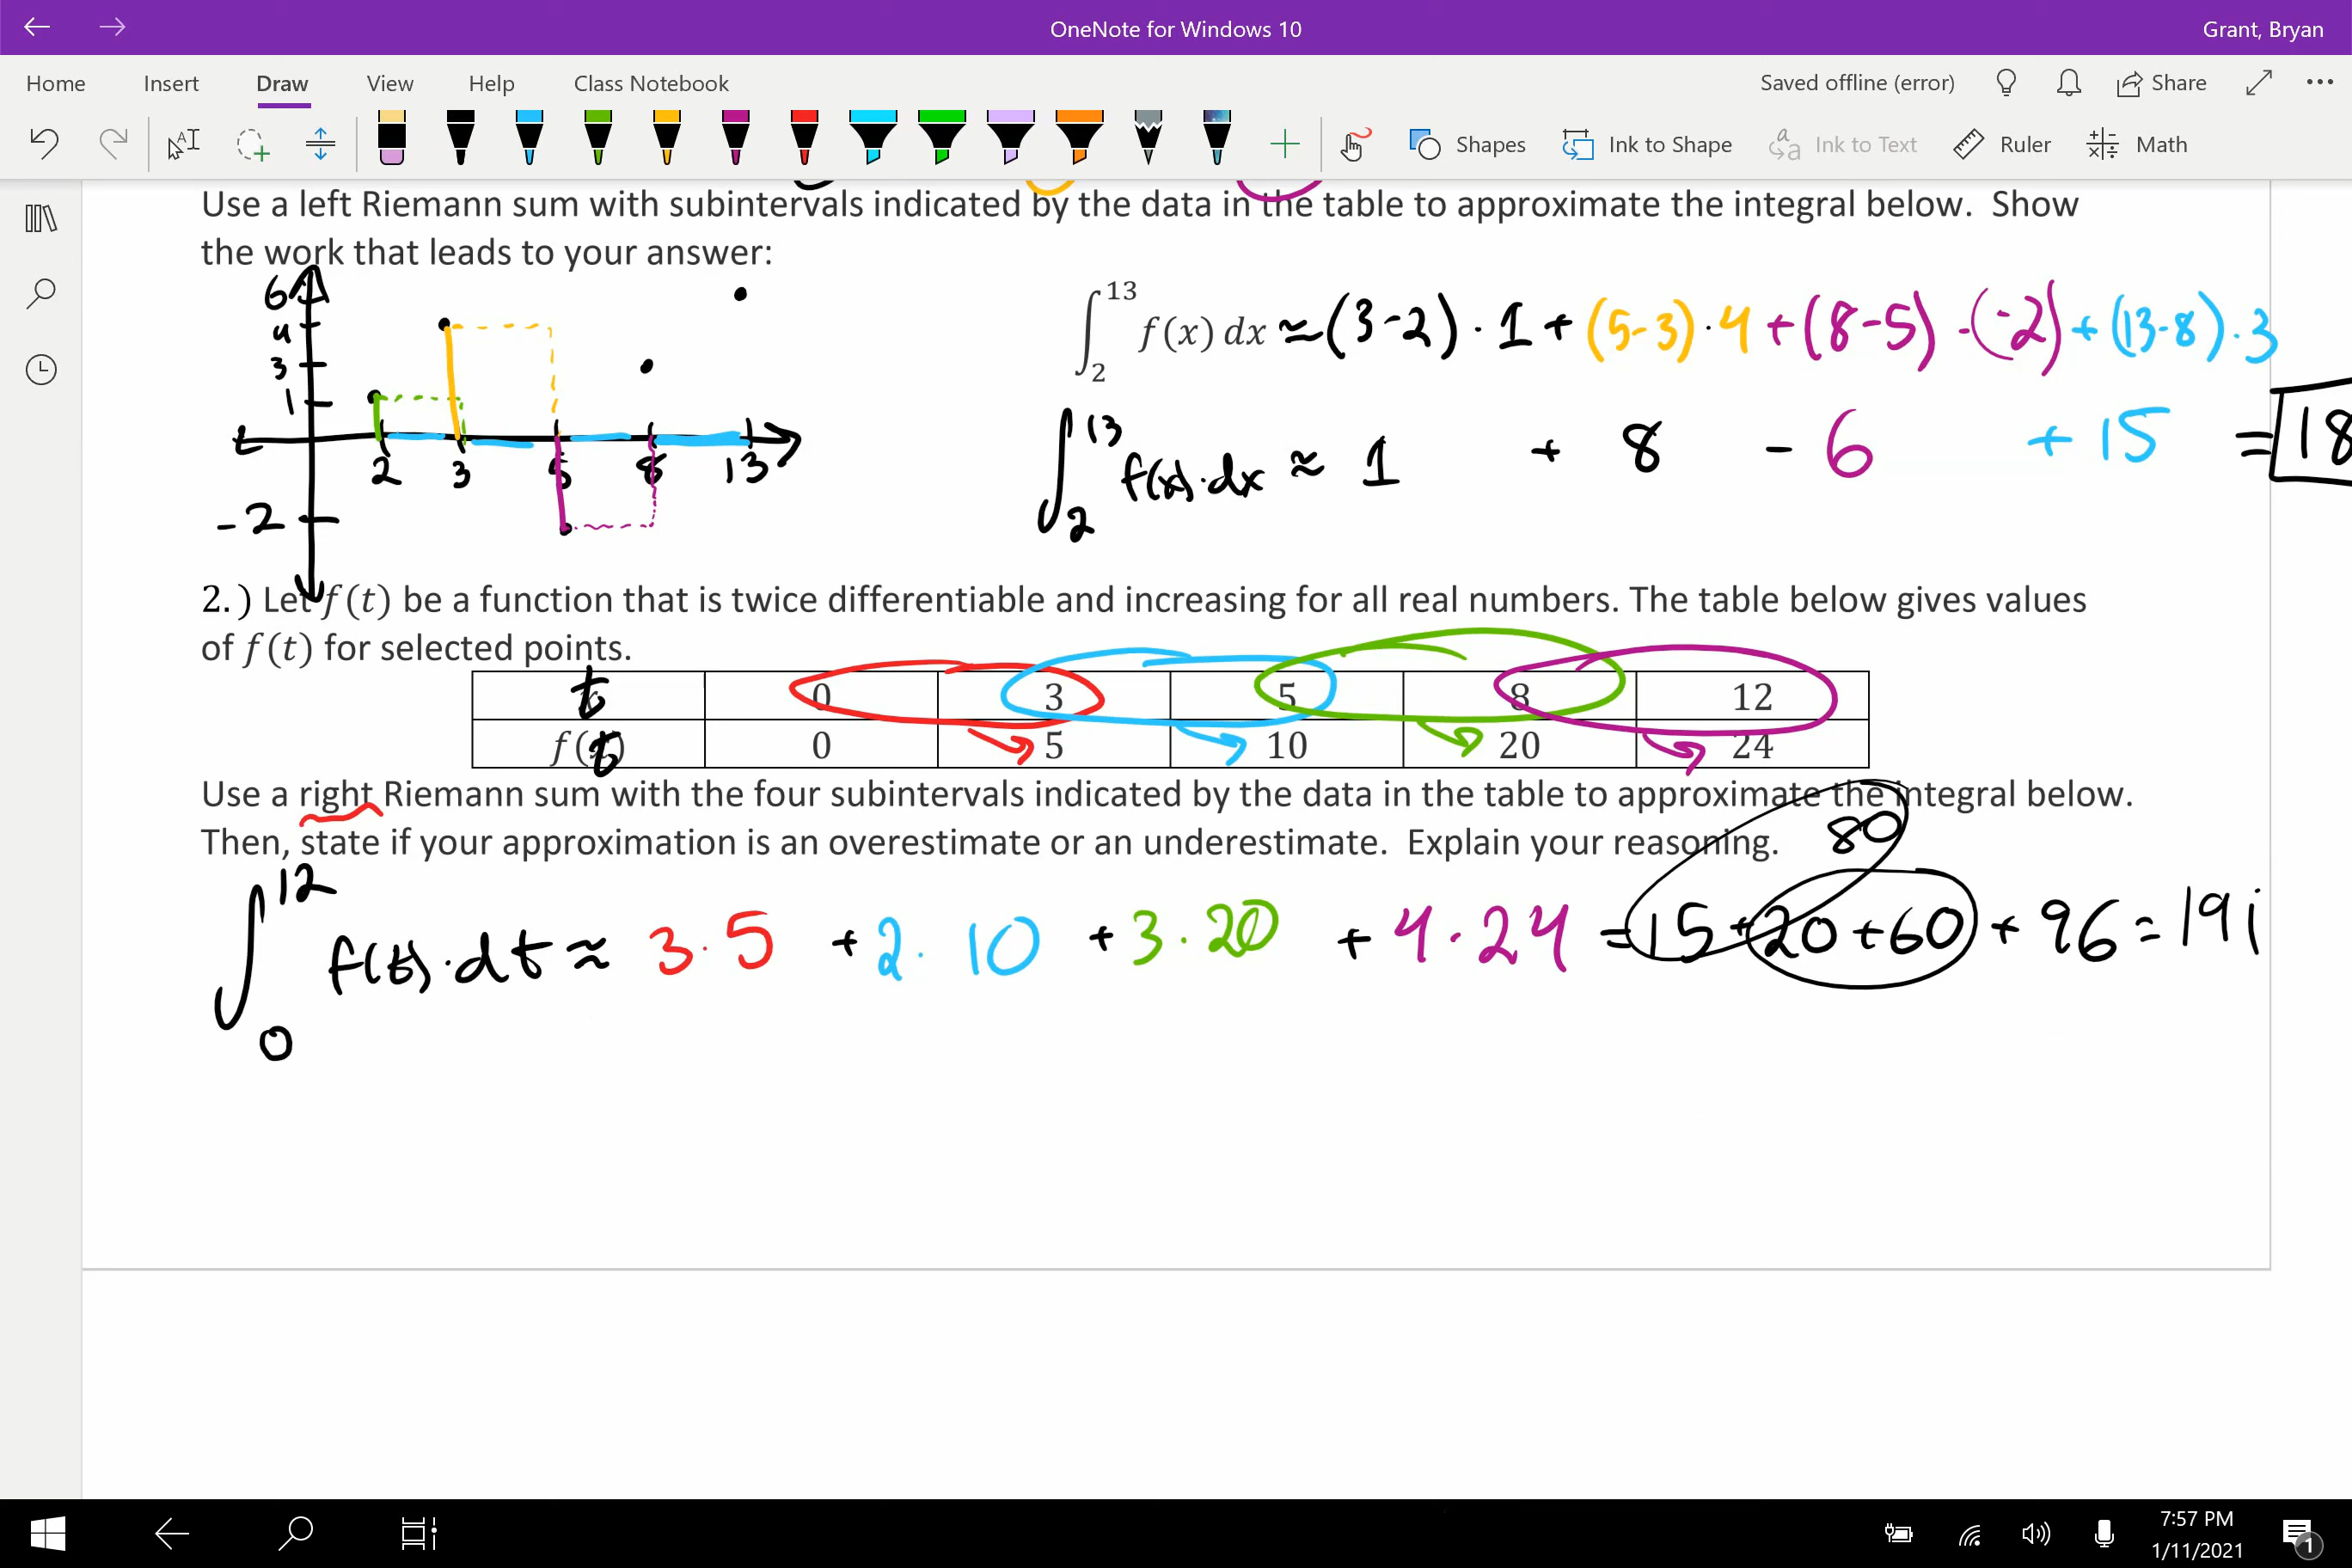 OneNote for Windows 10
Grant, Bryan
Home Insert Draw View Help Class Notebook
Saved offline (error) Share
Shapes Ink to Shape Ink to Text Ruler Math
Use a left Riemann sum with subintervals indicated by the data in the table to approximate the integral below. Show
the work that leads to your answer:
6
4
3
1
2 3 5 8 13
-2
∫₂¹³ f(x) dx ≈ (3-2)·1 + (5-3)·4 + (8-5)·(-2) + (13-8)·3
∫₂¹³ f(x)·dx ≈ 1 + 8 - 6 + 15 = 18
2.) Let f(t) be a function that is twice differentiable and increasing for all real numbers. The table below gives values
of f(t) for selected points.
t 0 3 5 8 12
f(t) 0 5 10 20 24
Use a right Riemann sum with the four subintervals indicated by the data in the table to approximate the integral below.
Then, state if your approximation is an overestimate or an underestimate. Explain your reasoning.
80
∫₀¹² f(t)·dt ≈ 3·5 + 2·10 + 3·20 + 4·24 = 15 + 20 + 60 + 96 = 191
7:57 PM
1/11/2021
1